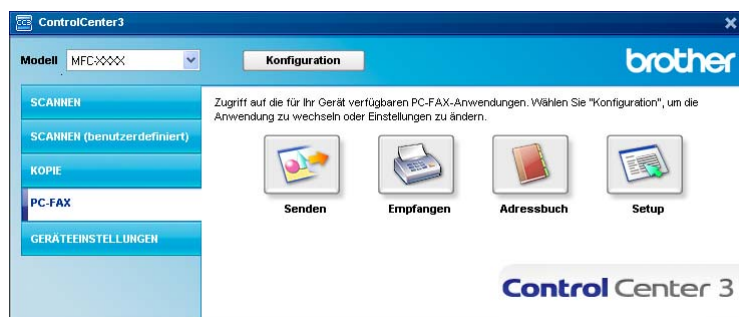 ControlCenter3
Modell MFC-XXXX Konfiguration brother
SCANNEN
SCANNEN (benutzerdefiniert)
KOPIE
PC-FAX
GERÄTEEINSTELLUNGEN
Zugriff auf die für Ihr Gerät verfügbaren PC-FAX-Anwendungen. Wählen Sie "Konfiguration", um die
Anwendung zu wechseln oder Einstellungen zu ändern.
Senden Empfangen Adressbuch Setup
Control Center 3